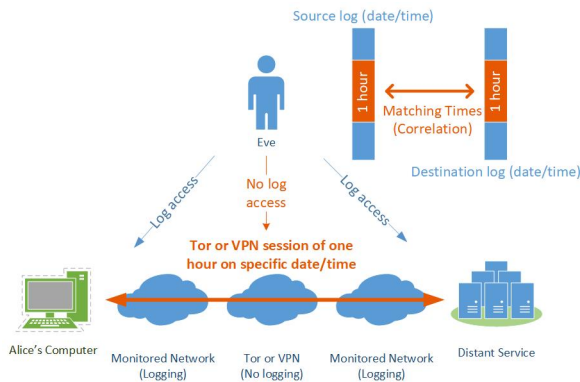 Source log (date/time)
1 hour
1 hour
Matching Times
(Correlation)
Destination log (date/time)
Eve
Log access
No log
access
Log access
Tor or VPN session of one
hour on specific date/time
Alice's Computer
Monitored Network
(Logging)
Tor or VPN
(No logging)
Monitored Network
(Logging)
Distant Service